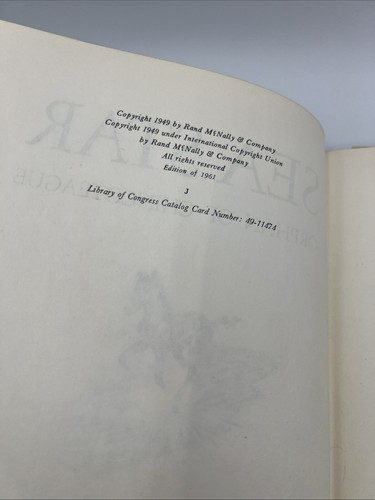 Copyright 1949 by Rand McNally & Company
Copyright 1949 under International Copyright Union
by Rand McNally & Company
All rights reserved
Edition of 1961
3
Library of Congress Catalog Card Number: 49-11474